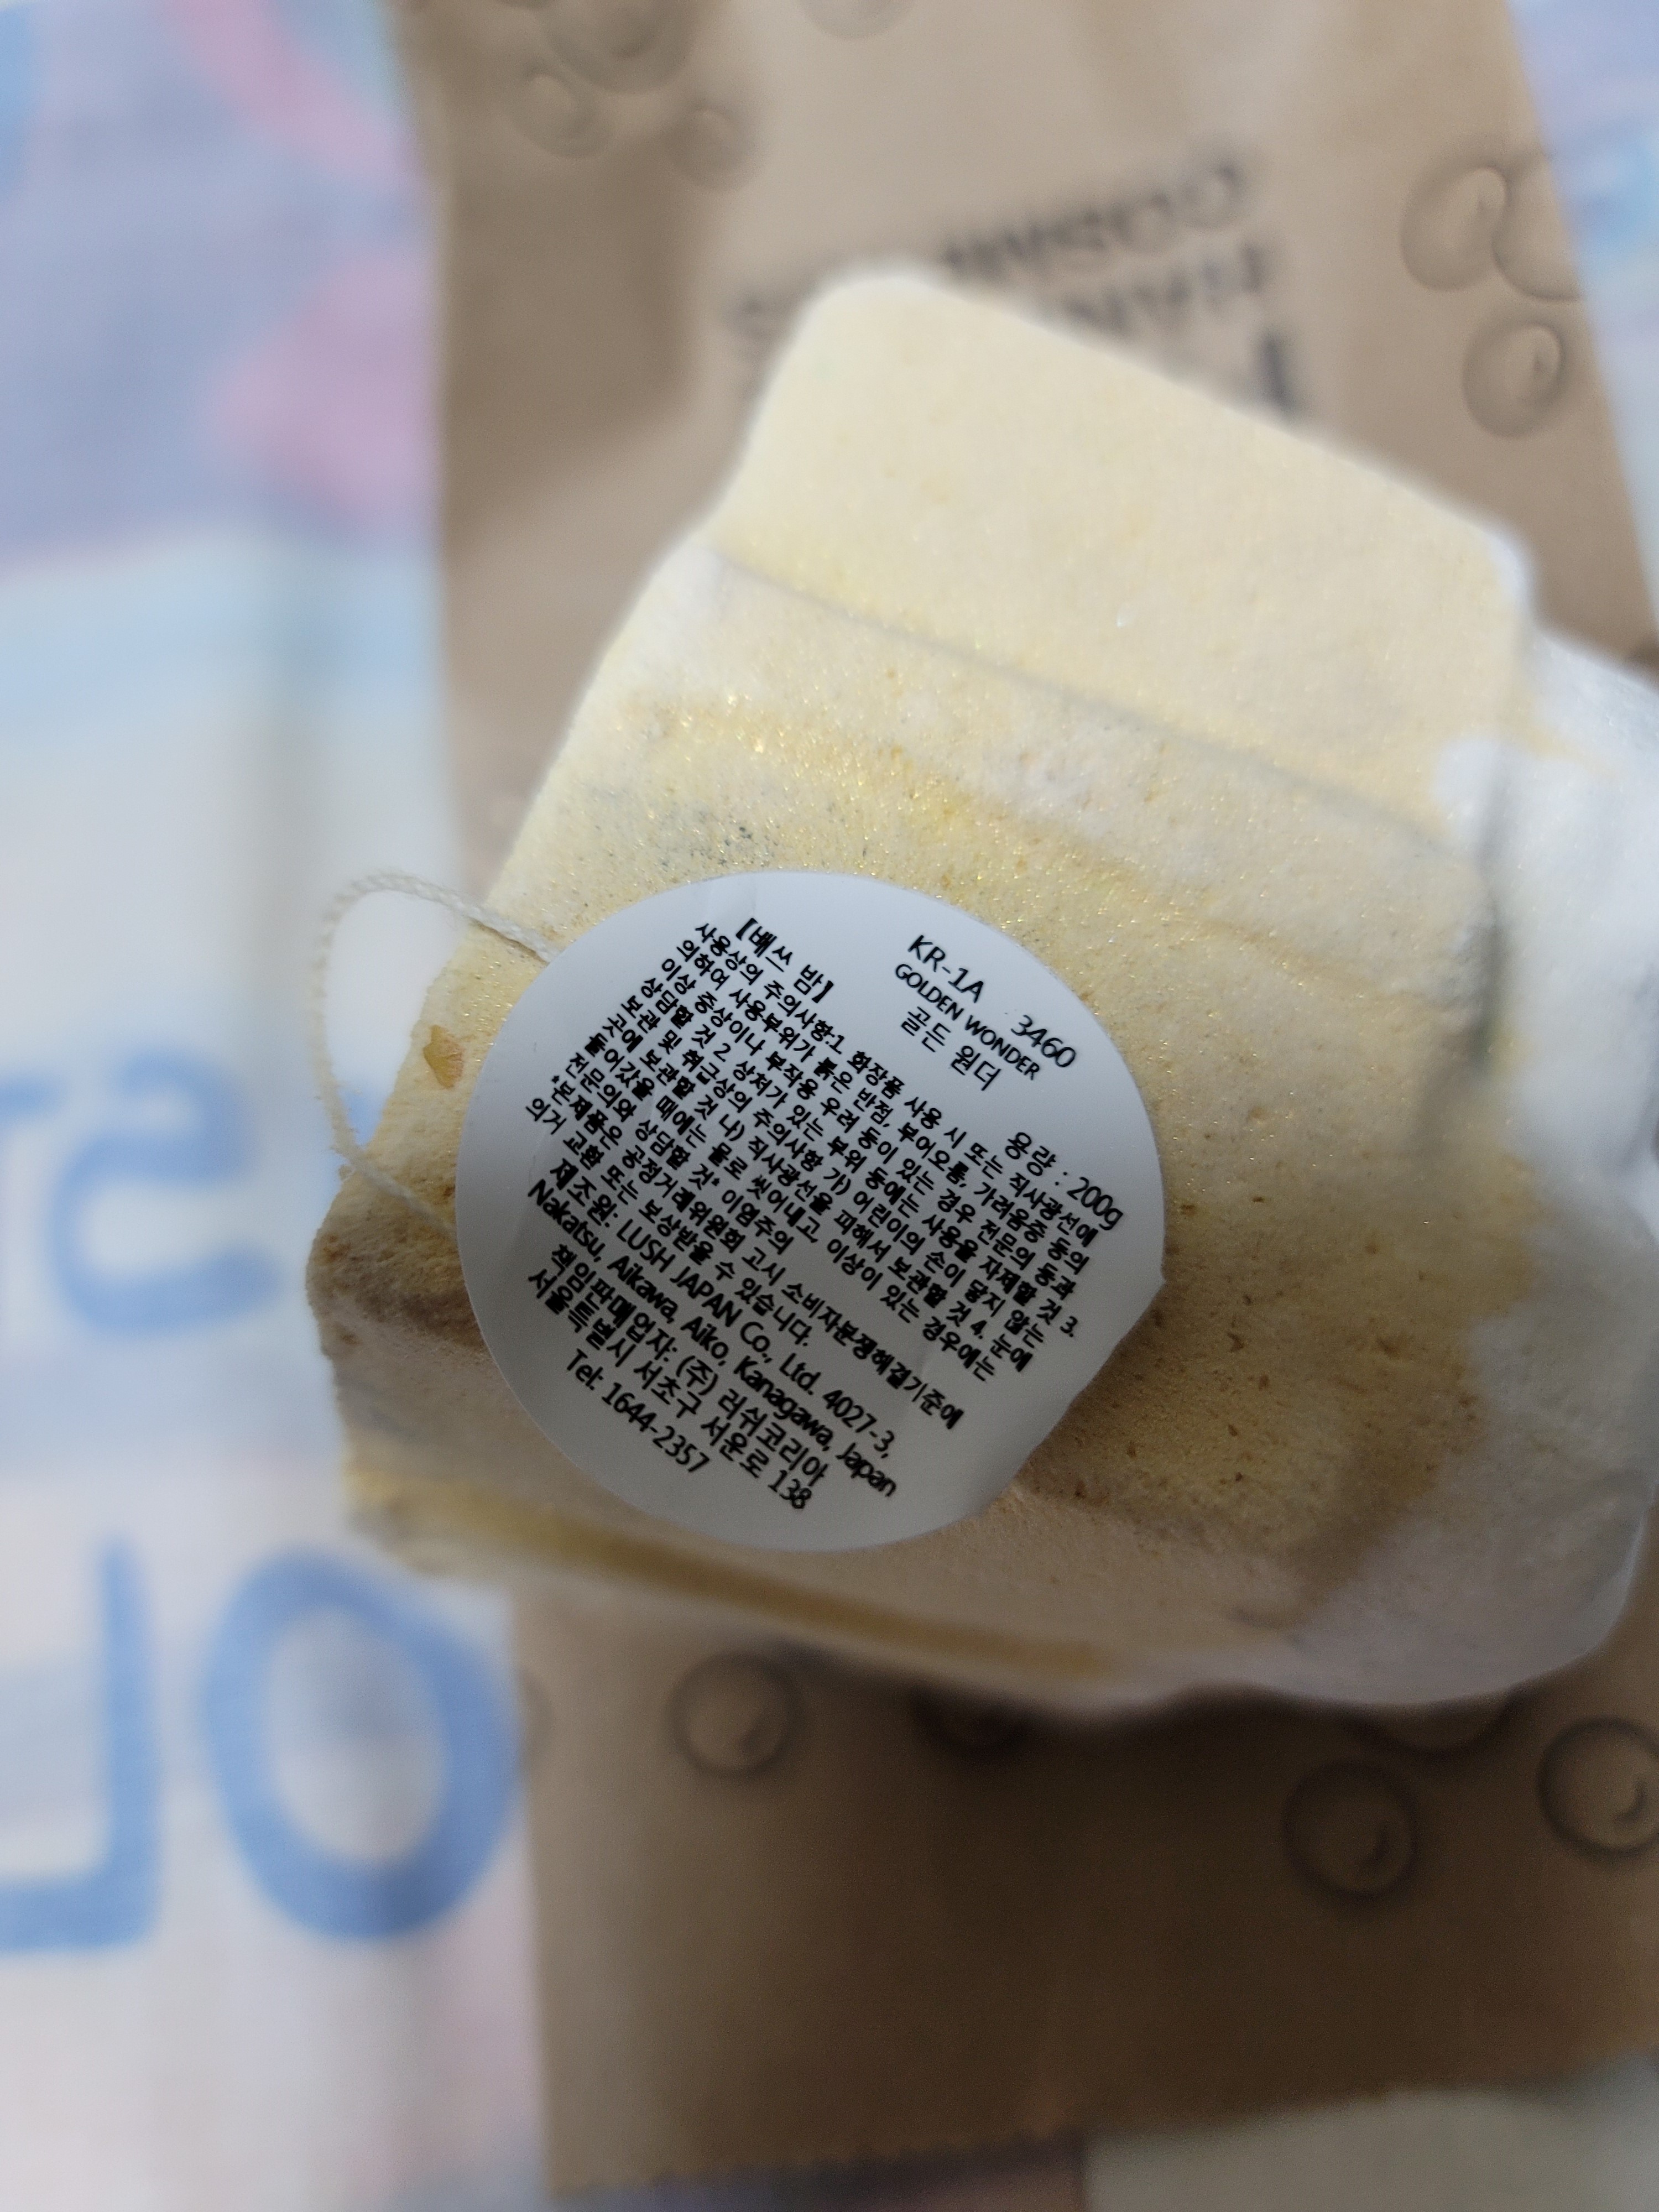 KR-1A 3460
GOLDEN WONDER
골든 원더
【배쓰 밤】 용량 : 200g
사용상의 주의사항:1. 화장품 사용 시 또는 직사광선에
의하여 사용부위가 붉은 반점, 부어오름, 가려움증 등의
이상 증상이나 부작용 우려 등이 있는 경우 전문의 등과
상담할 것 2. 상처가 있는 부위 등에는 사용을 자제할 것 3.
보관 및 취급상의 주의사항 가) 어린이의 손이 닿지 않는
곳에 보관할 것 나) 직사광선을 피해서 보관할 것 4. 눈에
들어갔을 때에는 물로 씻어내고, 이상이 있는 경우에는
전문의와 상담할 것* 이염주의
*본제품은 공정거래위원회 고시 소비자분쟁해결기준에
의거 교환 또는 보상받을 수 있습니다.
제조원: LUSH JAPAN Co., Ltd. 4027-3,
Nakatsu, Aikawa, Aiko, Kanagawa, Japan
책임판매업자: (주) 러쉬코리아
서울특별시 서초구 서운로 138
Tel: 1644-2357